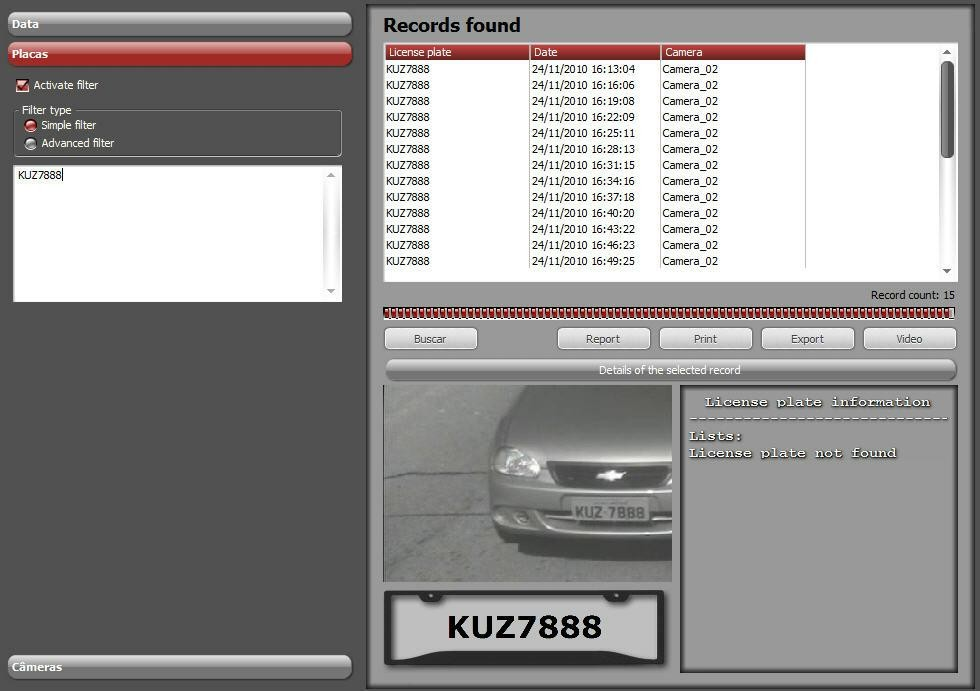 Data
Placas
Activate filter
Filter type
Simple filter
Advanced filter
KUZ7888
Câmeras
Records found
License plate Date Camera
KUZ7888 24/11/2010 16:13:04 Camera_02
KUZ7888 24/11/2010 16:16:06 Camera_02
KUZ7888 24/11/2010 16:19:08 Camera_02
KUZ7888 24/11/2010 16:22:09 Camera_02
KUZ7888 24/11/2010 16:25:11 Camera_02
KUZ7888 24/11/2010 16:28:13 Camera_02
KUZ7888 24/11/2010 16:31:15 Camera_02
KUZ7888 24/11/2010 16:34:16 Camera_02
KUZ7888 24/11/2010 16:37:18 Camera_02
KUZ7888 24/11/2010 16:40:20 Camera_02
KUZ7888 24/11/2010 16:43:22 Camera_02
KUZ7888 24/11/2010 16:46:23 Camera_02
KUZ7888 24/11/2010 16:49:25 Camera_02
Record count: 15
Buscar Report Print Export Video
Details of the selected record
KUZ-7888
KUZ7888
License plate information
-----------------------------
Lists:
License plate not found